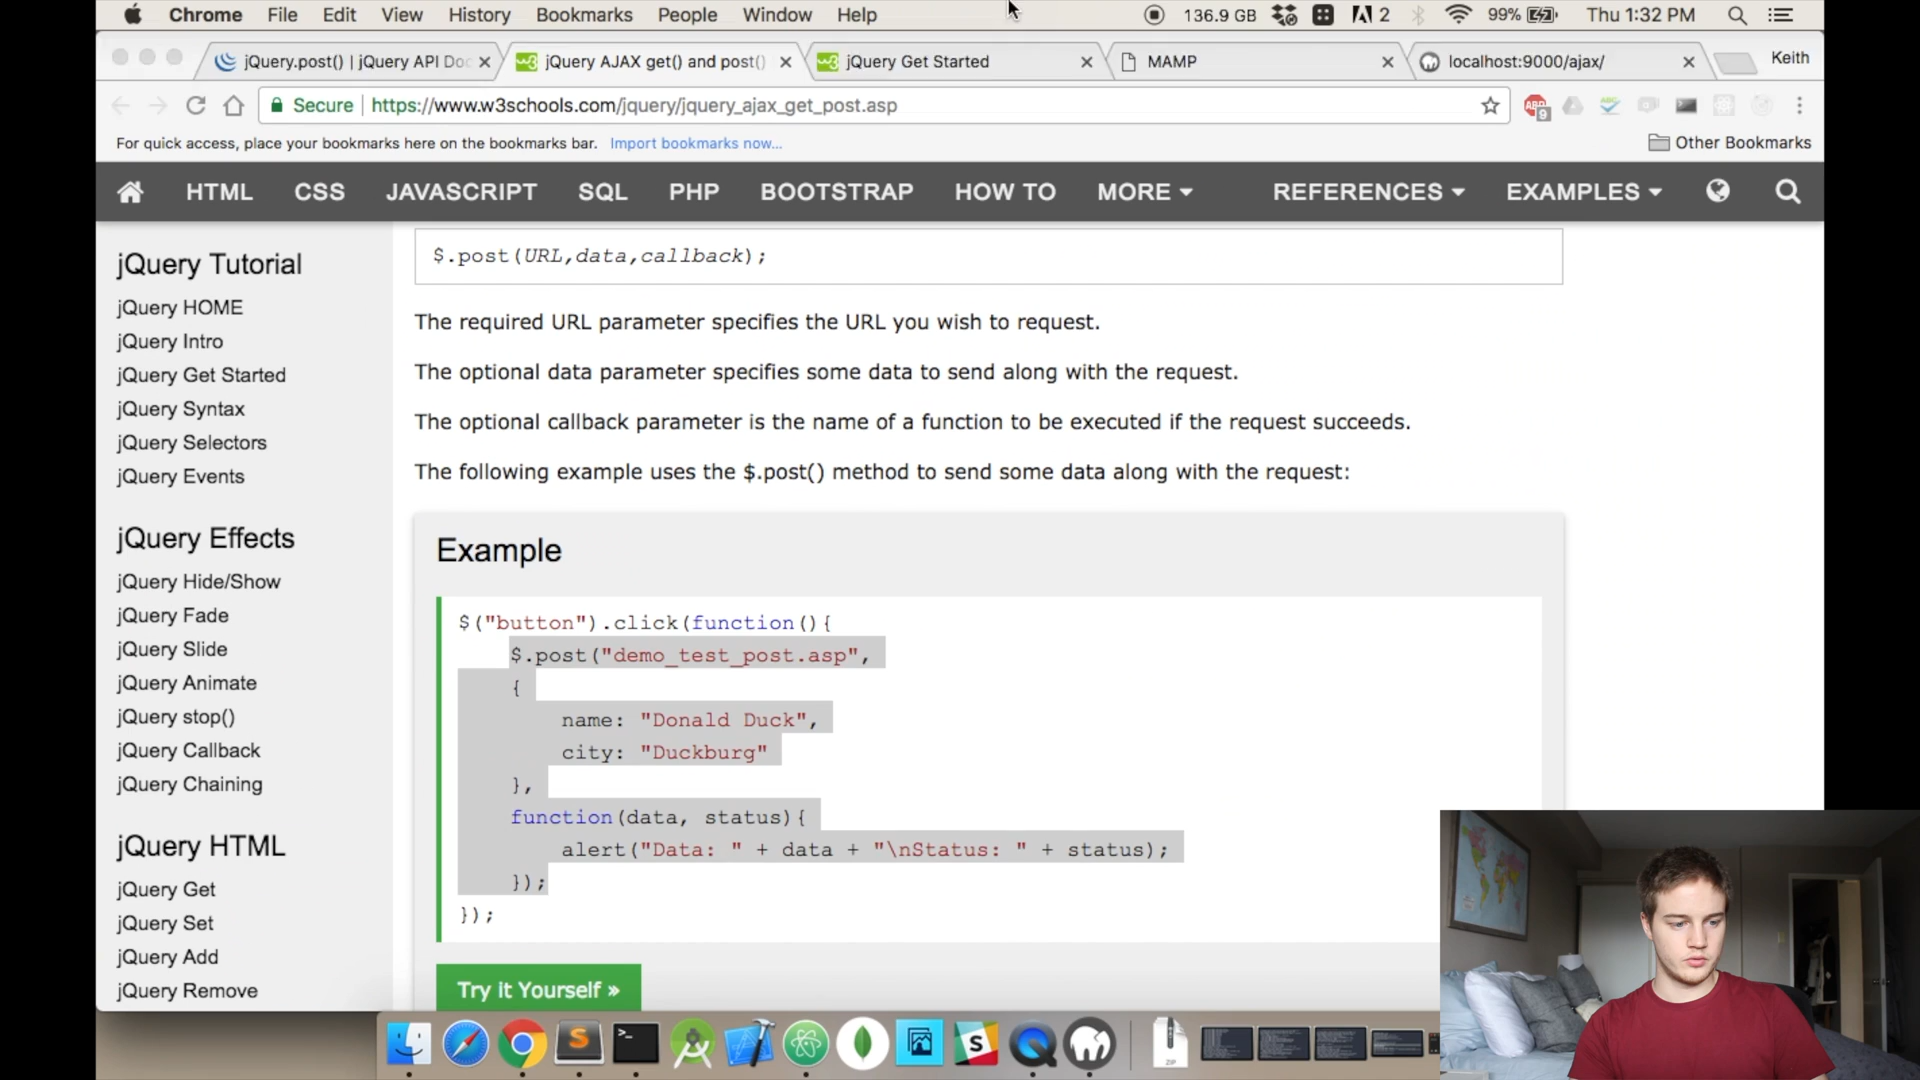 Chrome File Edit View History Bookmarks People Window Help 136.9 GB 2 99% Thu 1:32 PM
jQuery.post() | jQuery API Doc jQuery AJAX get() and post() jQuery Get Started MAMP localhost:9000/ajax/ Keith
Secure https://www.w3schools.com/jquery/jquery_ajax_get_post.asp ABP 9
For quick access, place your bookmarks here on the bookmarks bar. Import bookmarks now... Other Bookmarks
HTML CSS JAVASCRIPT SQL PHP BOOTSTRAP HOW TO MORE REFERENCES EXAMPLES
jQuery Tutorial
jQuery HOME
jQuery Intro
jQuery Get Started
jQuery Syntax
jQuery Selectors
jQuery Events
jQuery Effects
jQuery Hide/Show
jQuery Fade
jQuery Slide
jQuery Animate
jQuery stop()
jQuery Callback
jQuery Chaining
jQuery HTML
jQuery Get
jQuery Set
jQuery Add
jQuery Remove
$.post(URL,data,callback);
The required URL parameter specifies the URL you wish to request.
The optional data parameter specifies some data to send along with the request.
The optional callback parameter is the name of a function to be executed if the request succeeds.
The following example uses the $.post() method to send some data along with the request:
Example
$("button").click(function(){
$.post("demo_test_post.asp",
{
name: "Donald Duck",
city: "Duckburg"
},
function(data, status){
alert("Data: " + data + "\nStatus: " + status);
});
});
Try it Yourself »
ZIP